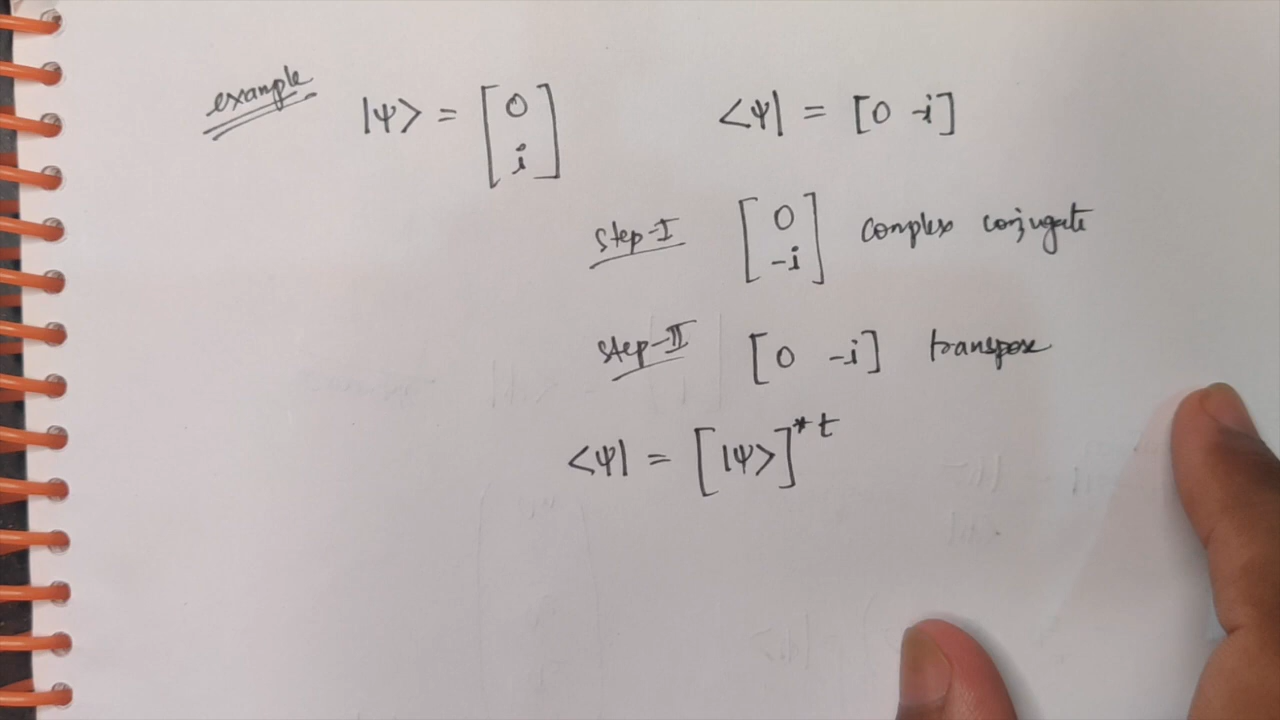 example |ψ> = [0 i] <ψ| = [0 -i]
Step-I [0 -i] complex conjugate
Step-II [0 -i] transpose
<ψ| = [|ψ>]*t